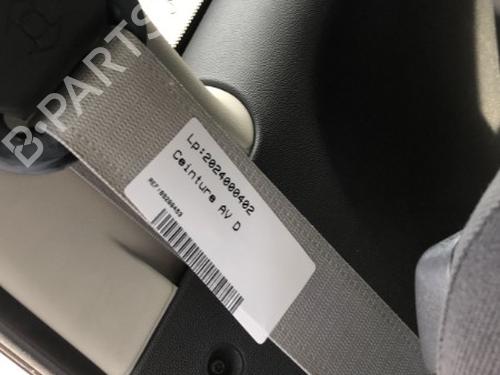 B-PARTS
Lp:2024000402
Ceinture AV D